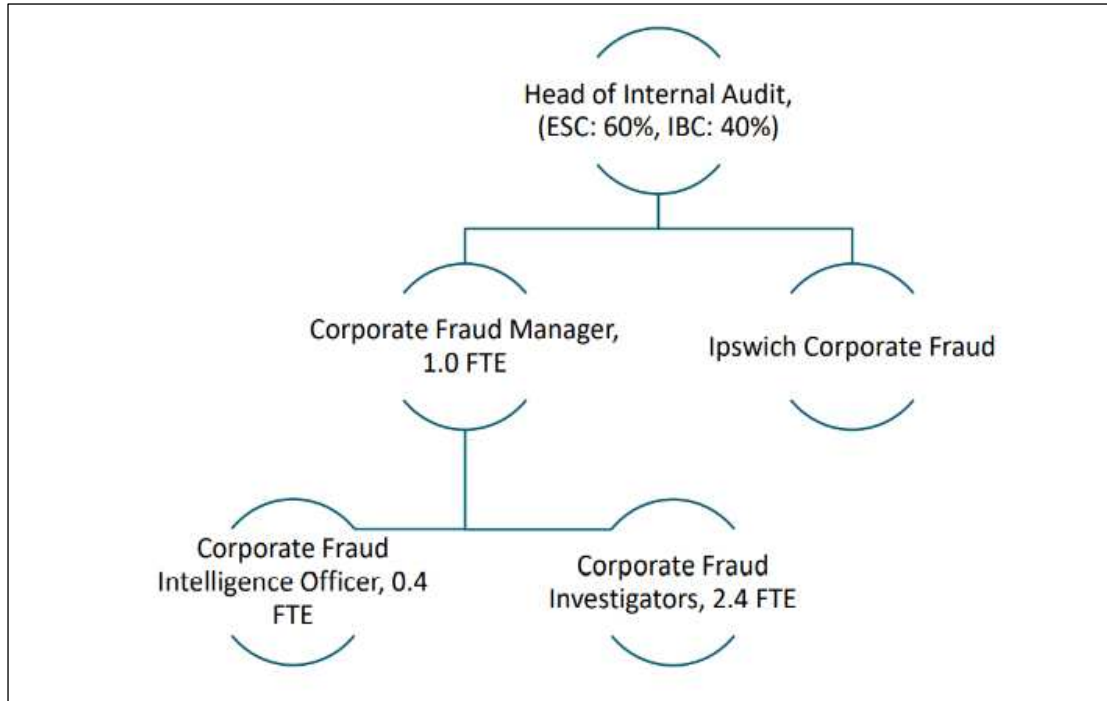 Head of Internal Audit,
(ESC: 60%, IBC: 40%)
Corporate Fraud Manager,
1.0 FTE
Ipswich Corporate Fraud
Corporate Fraud
Intelligence Officer, 0.4
FTE
Corporate Fraud
Investigators, 2.4 FTE